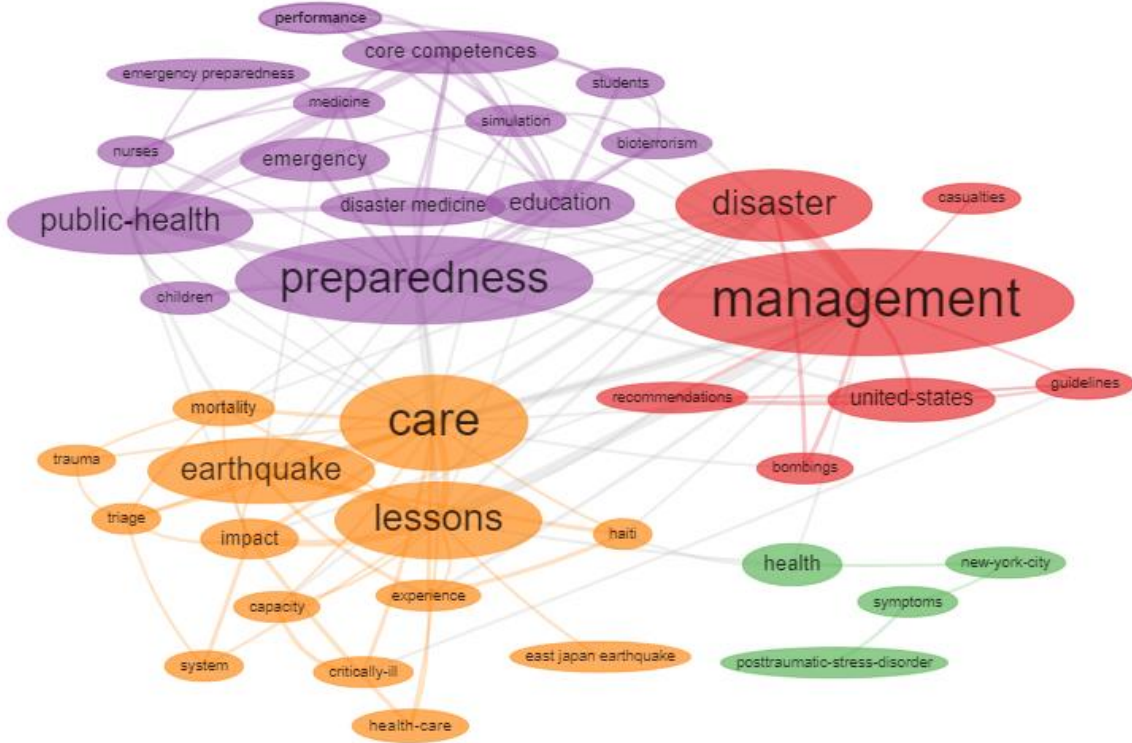 performance
core competences
emergency preparedness
students
medicine
simulation
bioterrorism
nurses
emergency
disaster
casualties
disaster medicine
education
public-health
preparedness
children
management
guidelines
recommendations
united-states
mortality
care
trauma
earthquake
bombings
triage
lessons
impact
haiti
health
new-york-city
experience
symptoms
capacity
system
critically-ill
east japan earthquake
posttraumatic-stress-disorder
health-care